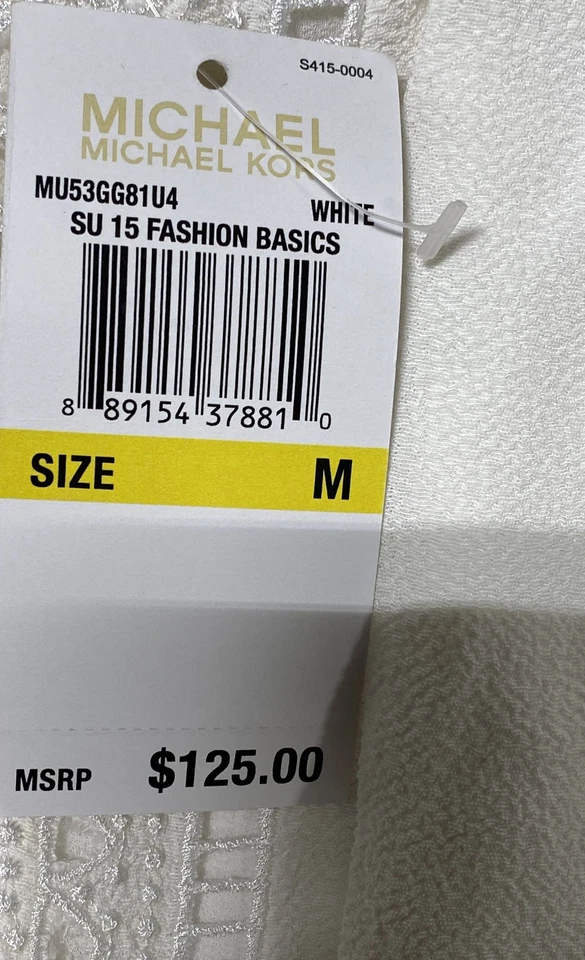 S415-0004
MICHAEL
MICHAEL KORS
MU53GG81U4
WHITE
SU 15 FASHION BASICS
8 89154 37881 0
SIZE M
MSRP $125.00